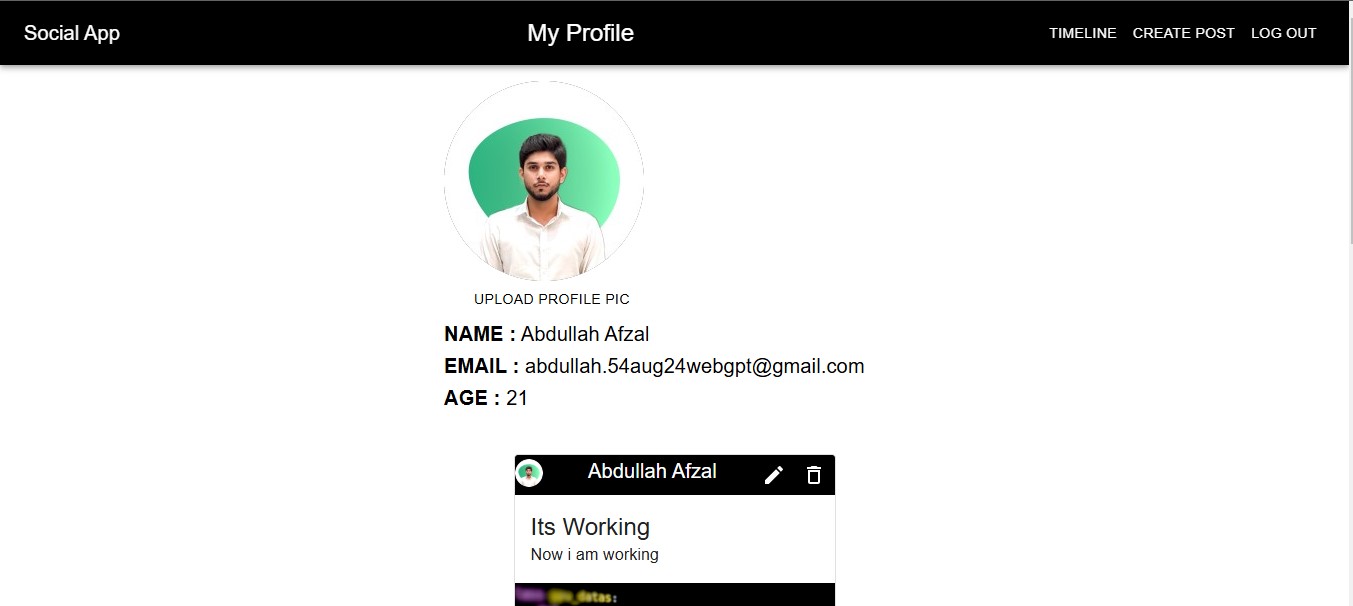 Social App
My Profile
TIMELINE CREATE POST LOG OUT
UPLOAD PROFILE PIC
NAME : Abdullah Afzal
EMAIL : abdullah.54aug24webgpt@gmail.com
AGE : 21
Abdullah Afzal
Its Working
Now i am working